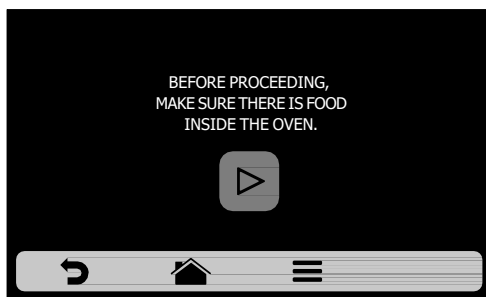 BEFORE PROCEEDING,
MAKE SURE THERE IS FOOD
INSIDE THE OVEN.